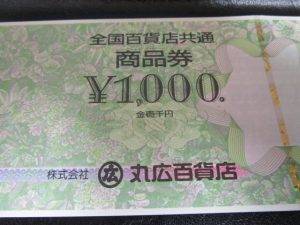 全国百貨店共通
商品券
¥1,000.
金壱千円
株式会社 広 丸広百貨店